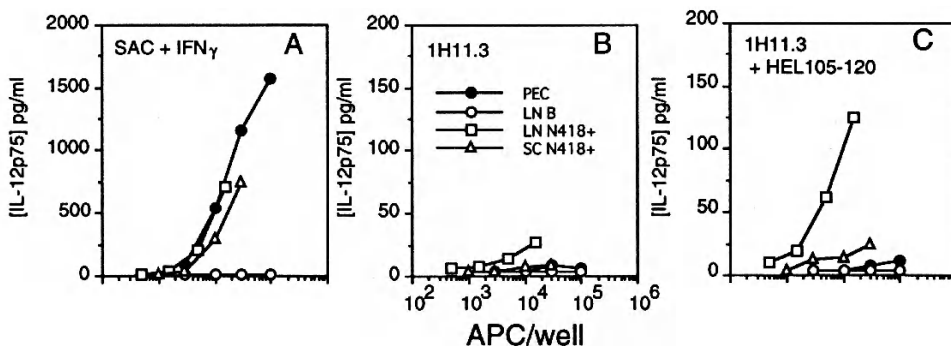 [IL-12p75] pg/ml
2000
1500
1000
500
0
SAC + IFNγ
A
[IL-12p75] pg/ml
200
150
100
50
0
1H11.3
B
PEC
LN B
LN N418+
SC N418+
10² 10³ 10⁴ 10⁵ 10⁶
APC/well
[IL-12p75] pg/ml
200
150
100
50
0
1H11.3
+ HEL105-120
C